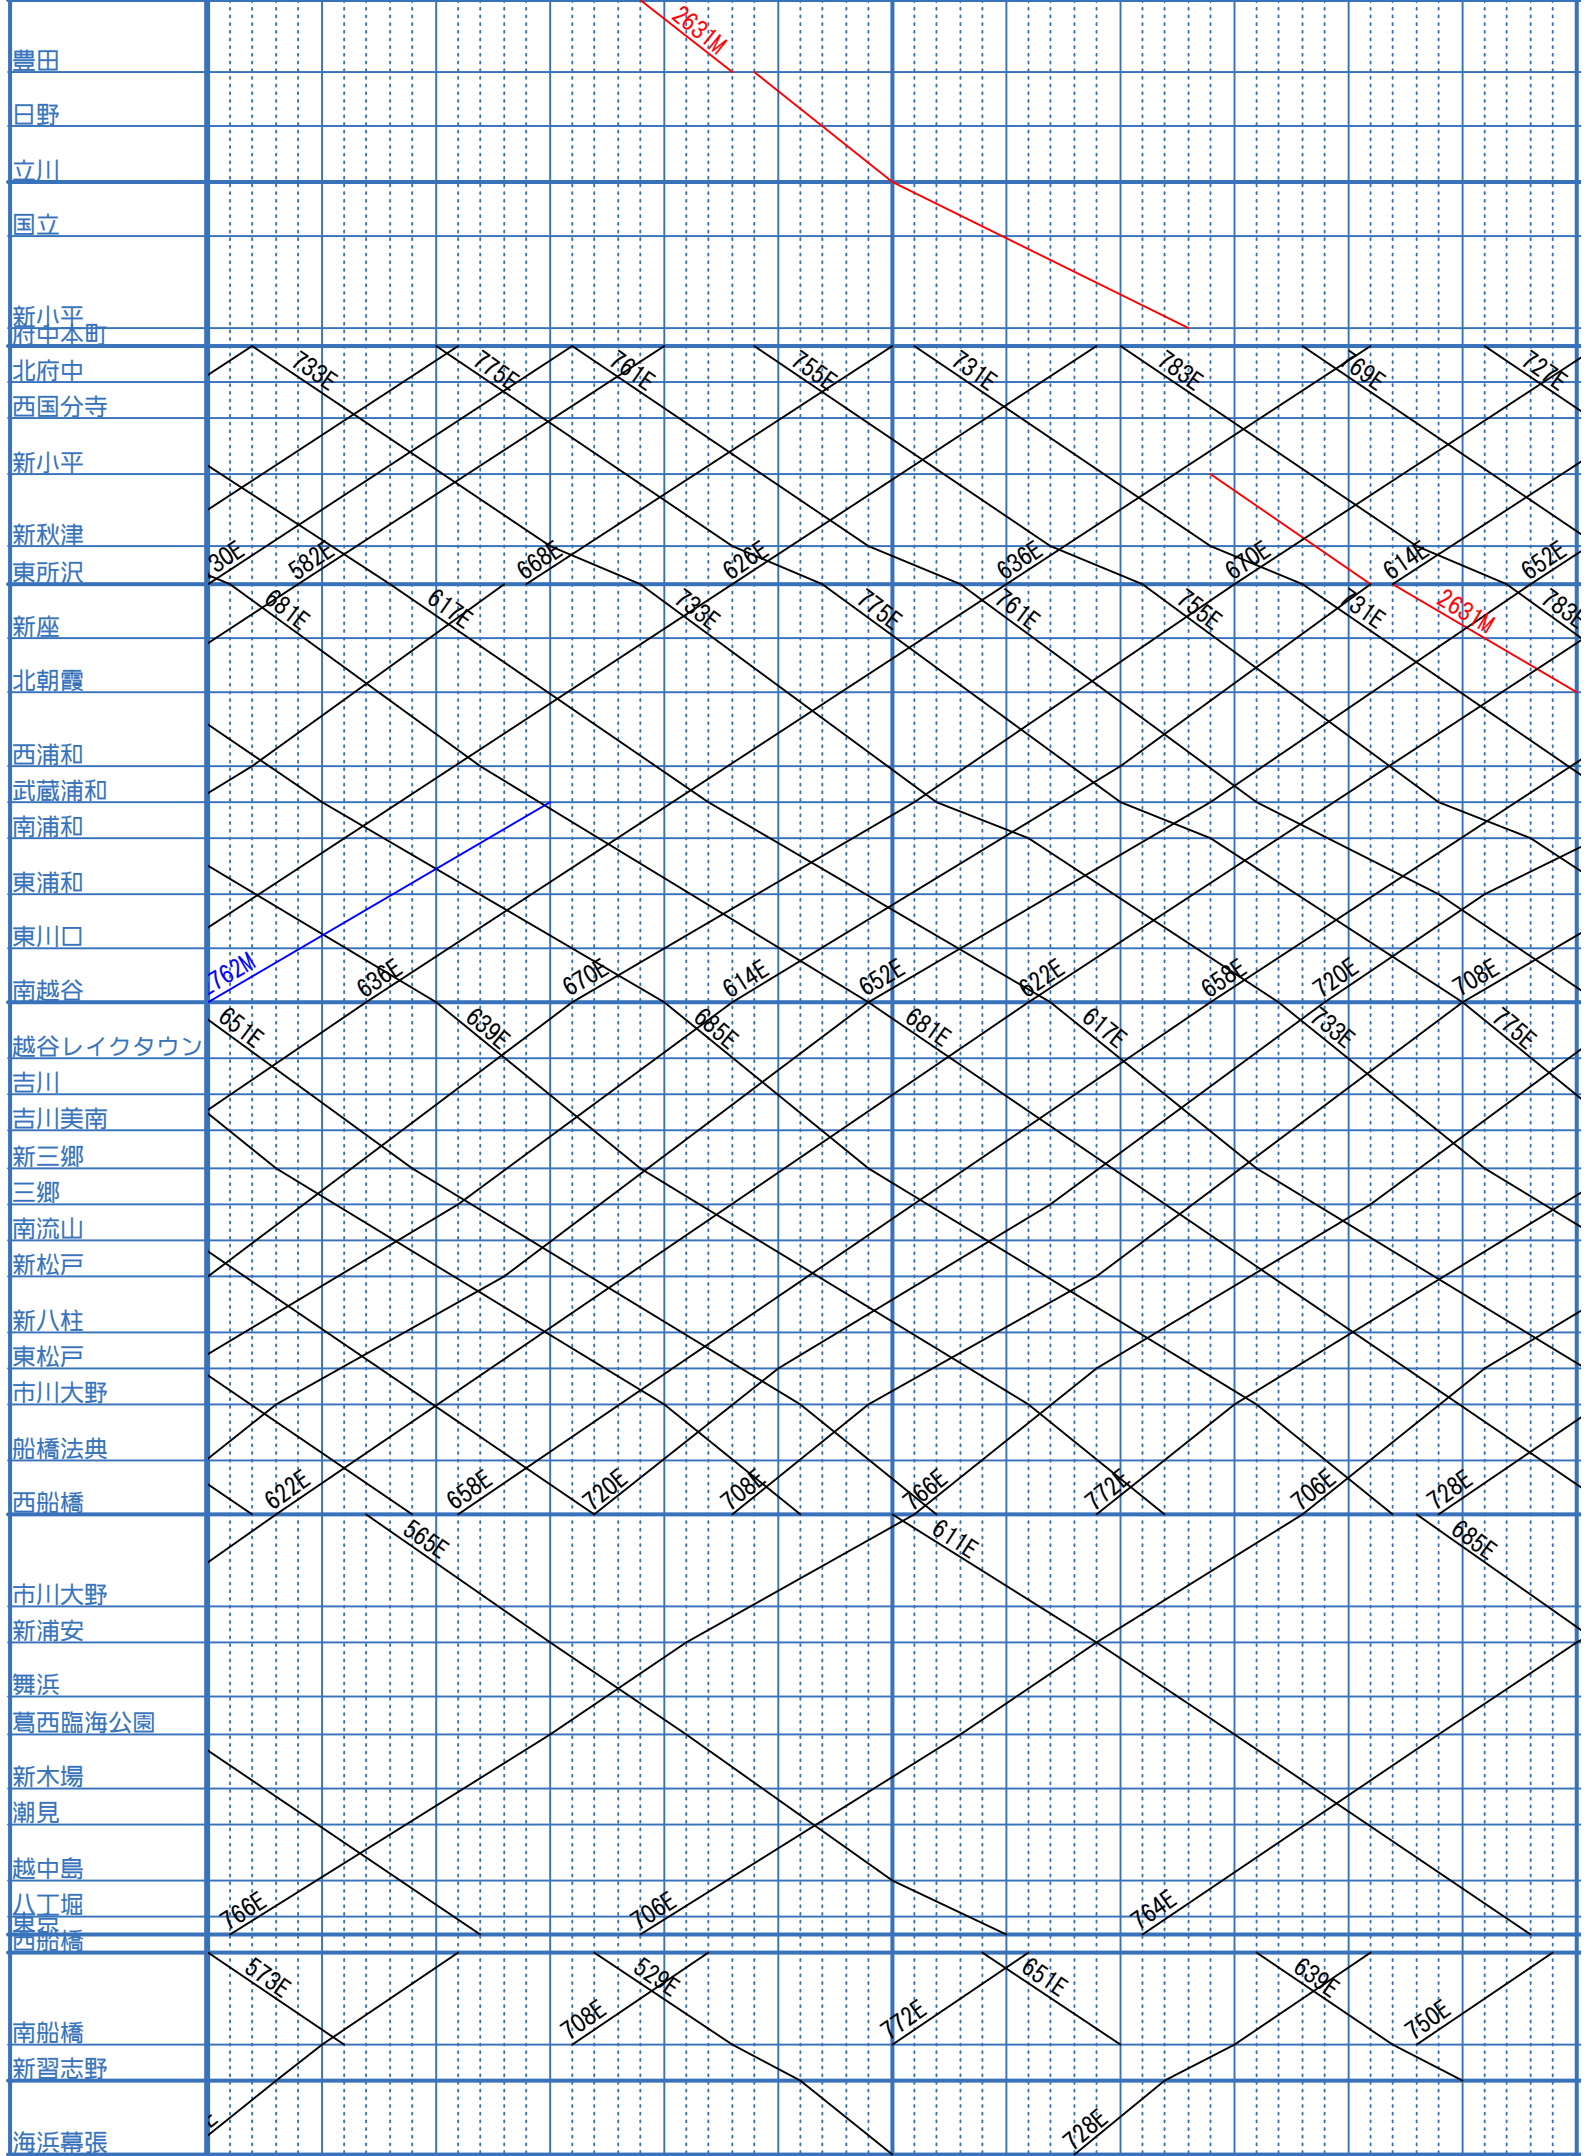 2631M
豊田
日野
立川
国立
新小平
府中本町
733E 775E 761E 755E 731E 783E 769E 727E
北府中
西国分寺
新小平
新秋津
30E 582E 668E 626E 636E 670E 614E 652E
東所沢
681E 617E 733E 775E 761E 755E 731E 2631M 783E
新座
北朝霞
西浦和
武蔵浦和
南浦和
東浦和
東川口
762M 636E 670E 614E 652E 622E 658E 720E 708E
南越谷
651E 639E 685E 681E 617E 733E 775E
越谷レイクタウン
吉川
吉川美南
新三郷
三郷
南流山
新松戸
新八柱
東松戸
市川大野
船橋法典
622E 658E 720E 708E 766E 772E 706E 728E
西船橋
565E 611E 685E
市川大野
新浦安
舞浜
葛西臨海公園
新木場
潮見
越中島
八丁堀
766E 706E 764E
東京
西船橋
573E 529E 651E 639E
708E 772E 750E
南船橋
新習志野
728E
海浜幕張